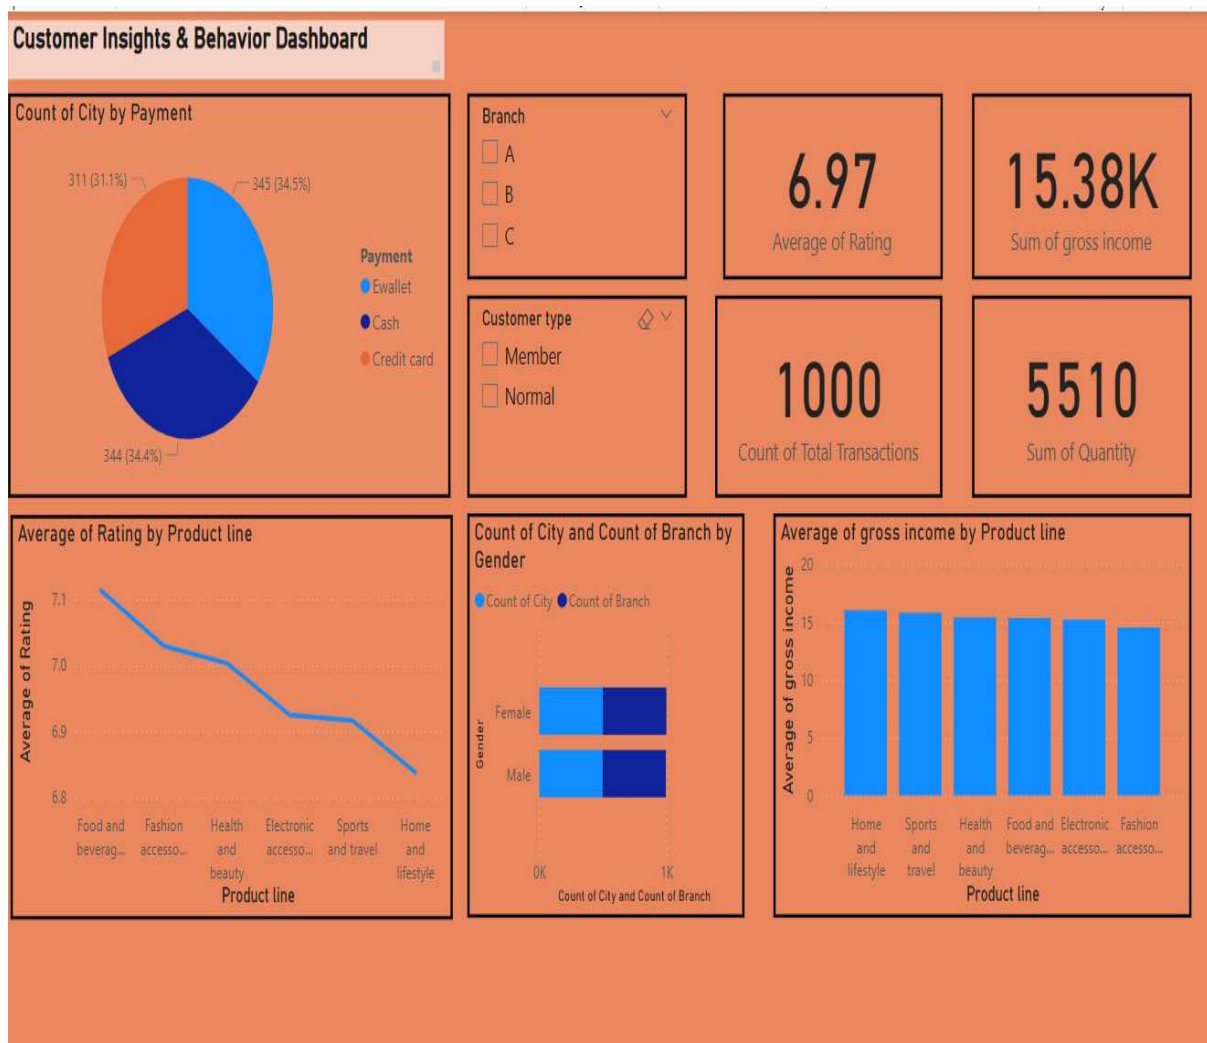 Customer Insights & Behavior Dashboard
Count of City by Payment
311 (31.1%)
345 (34.5%)
344 (34.4%)
Payment
Ewallet
Cash
Credit card
Branch
A
B
C
Customer type
Member
Normal
6.97
Average of Rating
15.38K
Sum of gross income
1000
Count of Total Transactions
5510
Sum of Quantity
Average of Rating by Product line
Average of Rating
7.1
7.0
6.9
6.8
Food and
beverag...
Fashion
accesso...
Health
and
beauty
Electronic
accesso...
Sports
and travel
Home
and
lifestyle
Product line
Count of City and Count of Branch by
Gender
Count of City
Count of Branch
Gender
Female
Male
0K
1K
Count of City and Count of Branch
Average of gross income by Product line
Average of gross income
20
15
10
5
0
Home
and
lifestyle
Sports
and
travel
Health
and
beauty
Food and
beverag...
Electronic
accesso...
Fashion
accesso...
Product line